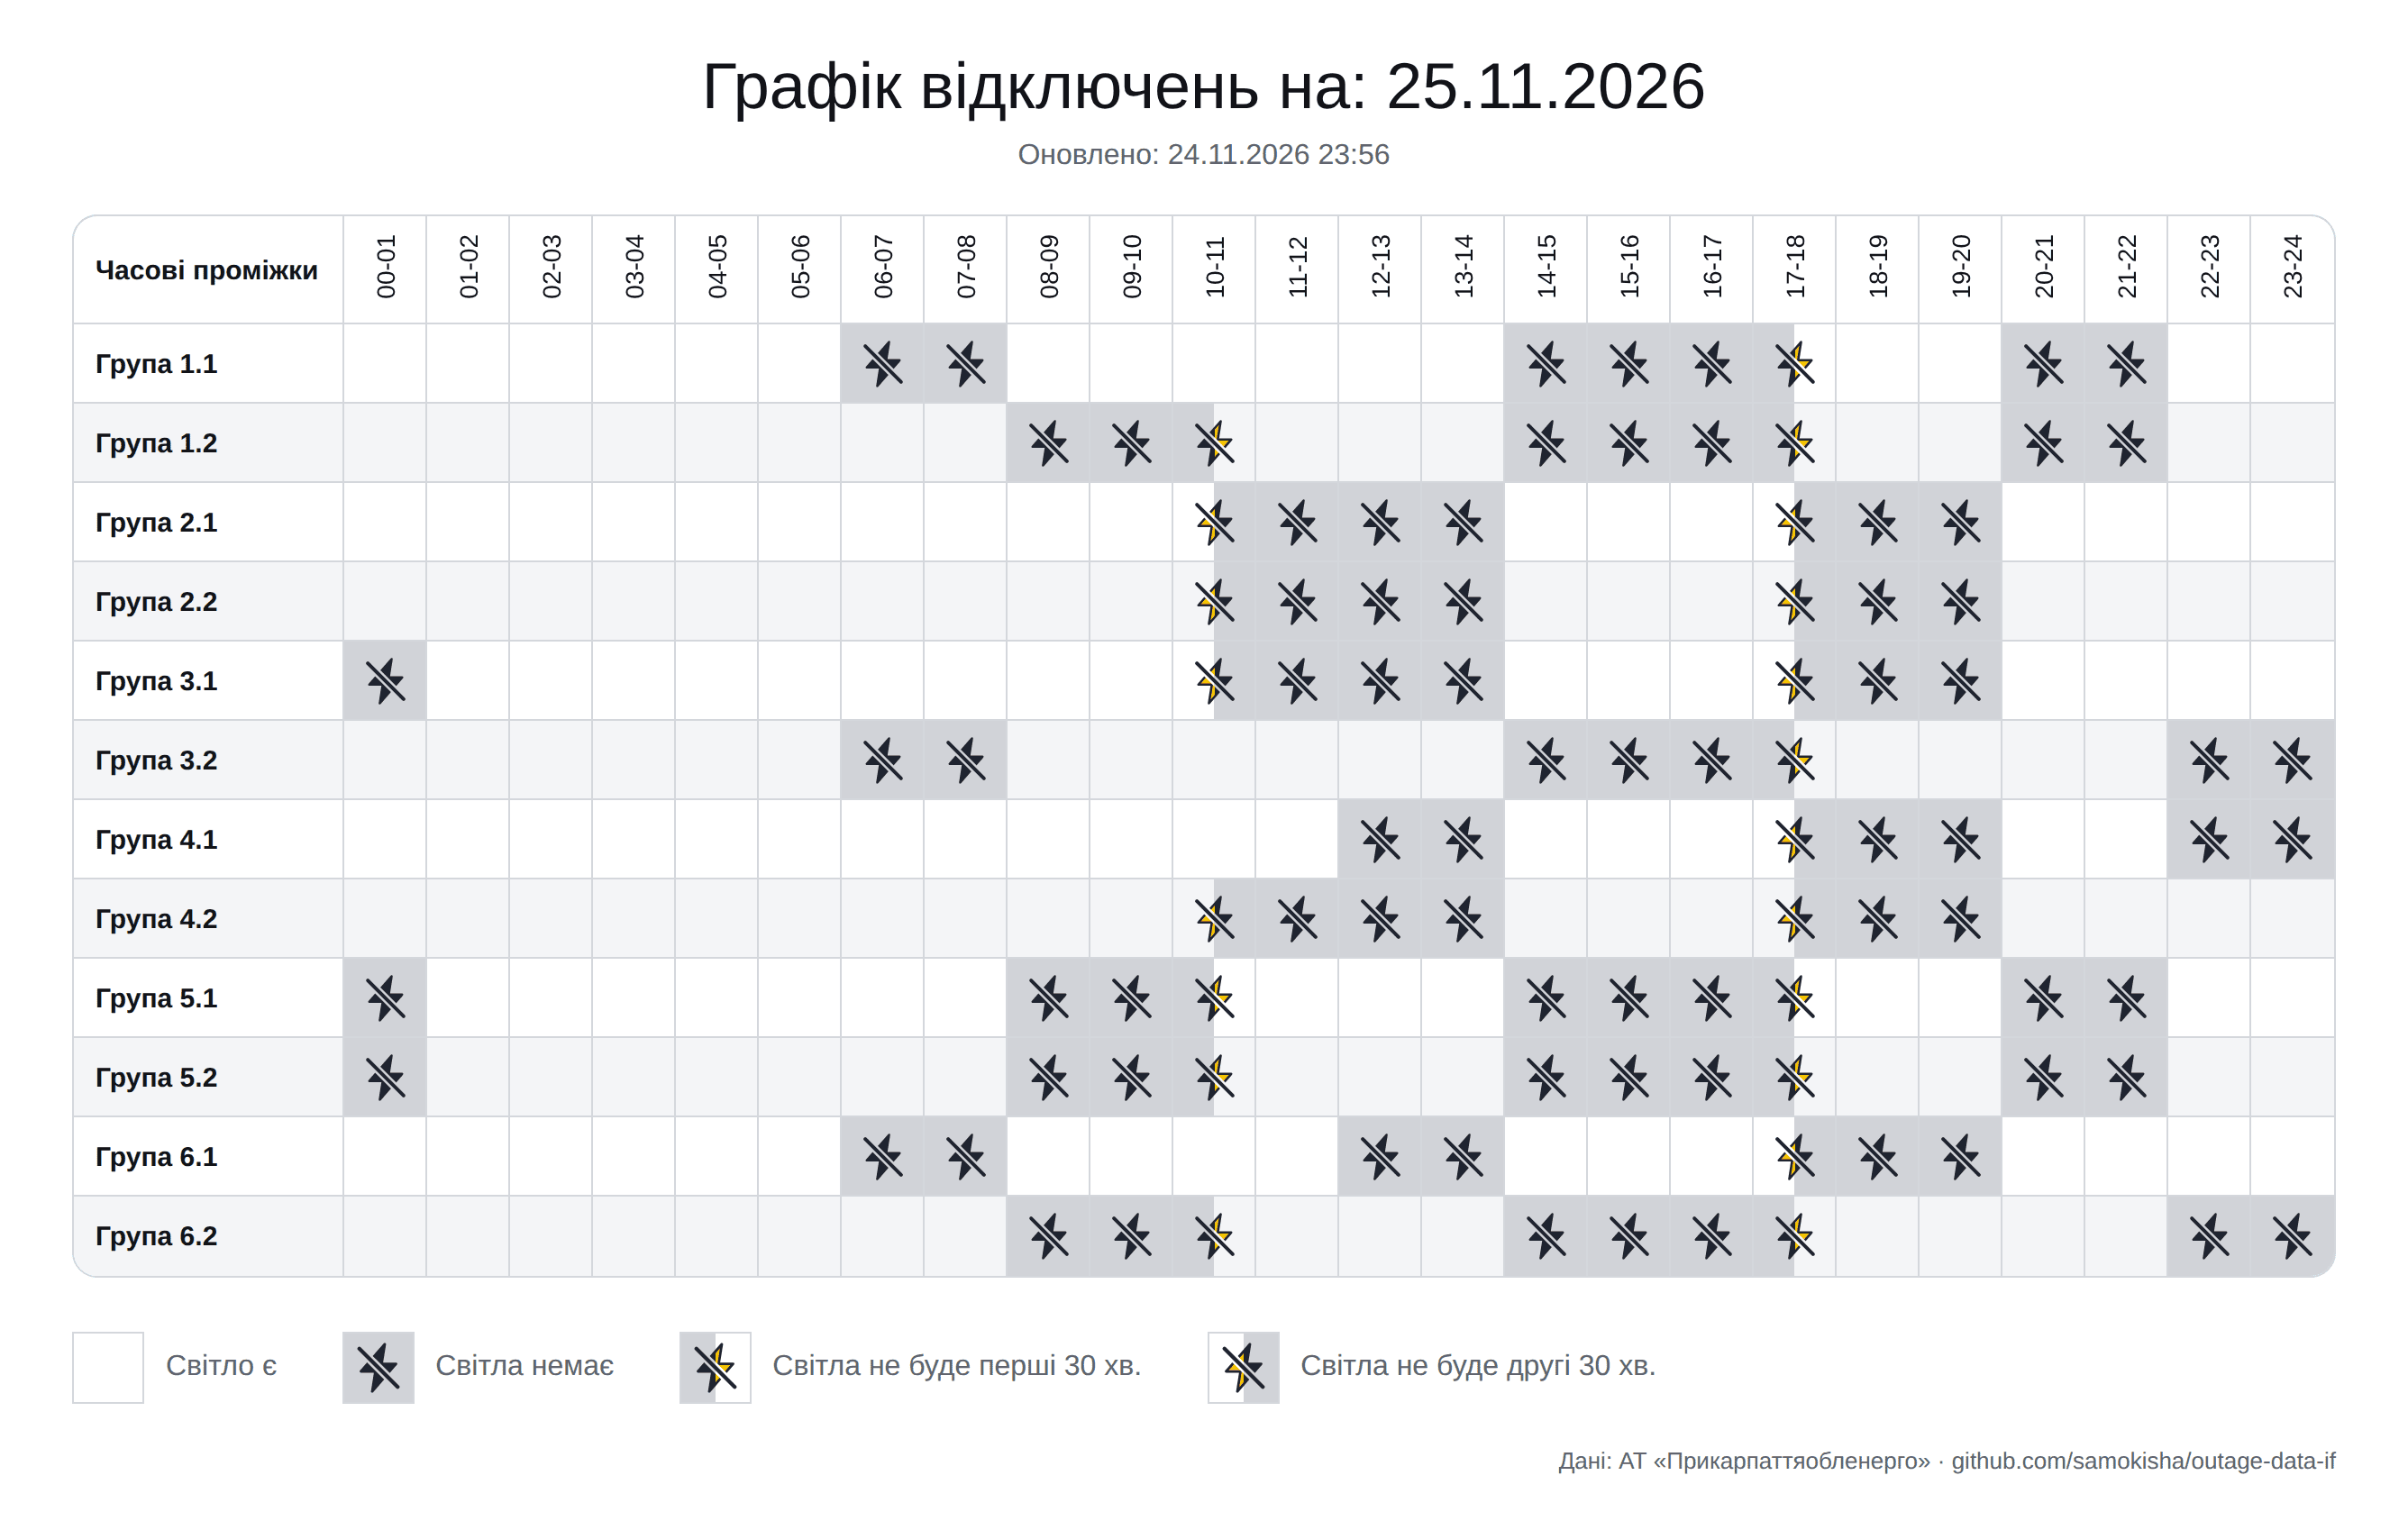 Графік відключень на: 25.11.2026
Оновлено: 24.11.2026 23:56
Часові проміжки 00-01 01-02 02-03 03-04 04-05 05-06 06-07 07-08 08-09 09-10 10-11 11-12 12-13 13-14 14-15 15-16 16-17 17-18 18-19 19-20 20-21 21-22 22-23 23-24
Група 1.1
Група 1.2
Група 2.1
Група 2.2
Група 3.1
Група 3.2
Група 4.1
Група 4.2
Група 5.1
Група 5.2
Група 6.1
Група 6.2
Світло є Світла немає Світла не буде перші 30 хв. Світла не буде другі 30 хв.
Дані: АТ «Прикарпаттяобленерго» · github.com/samokisha/outage-data-if